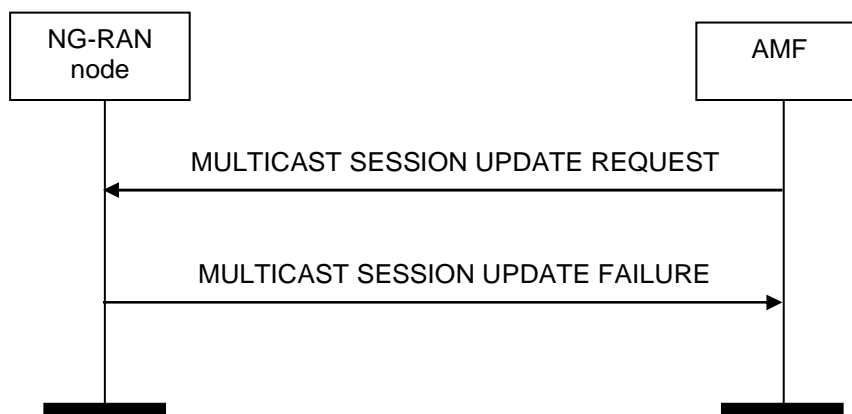 NG-RAN
node
AMF
MULTICAST SESSION UPDATE REQUEST
MULTICAST SESSION UPDATE FAILURE